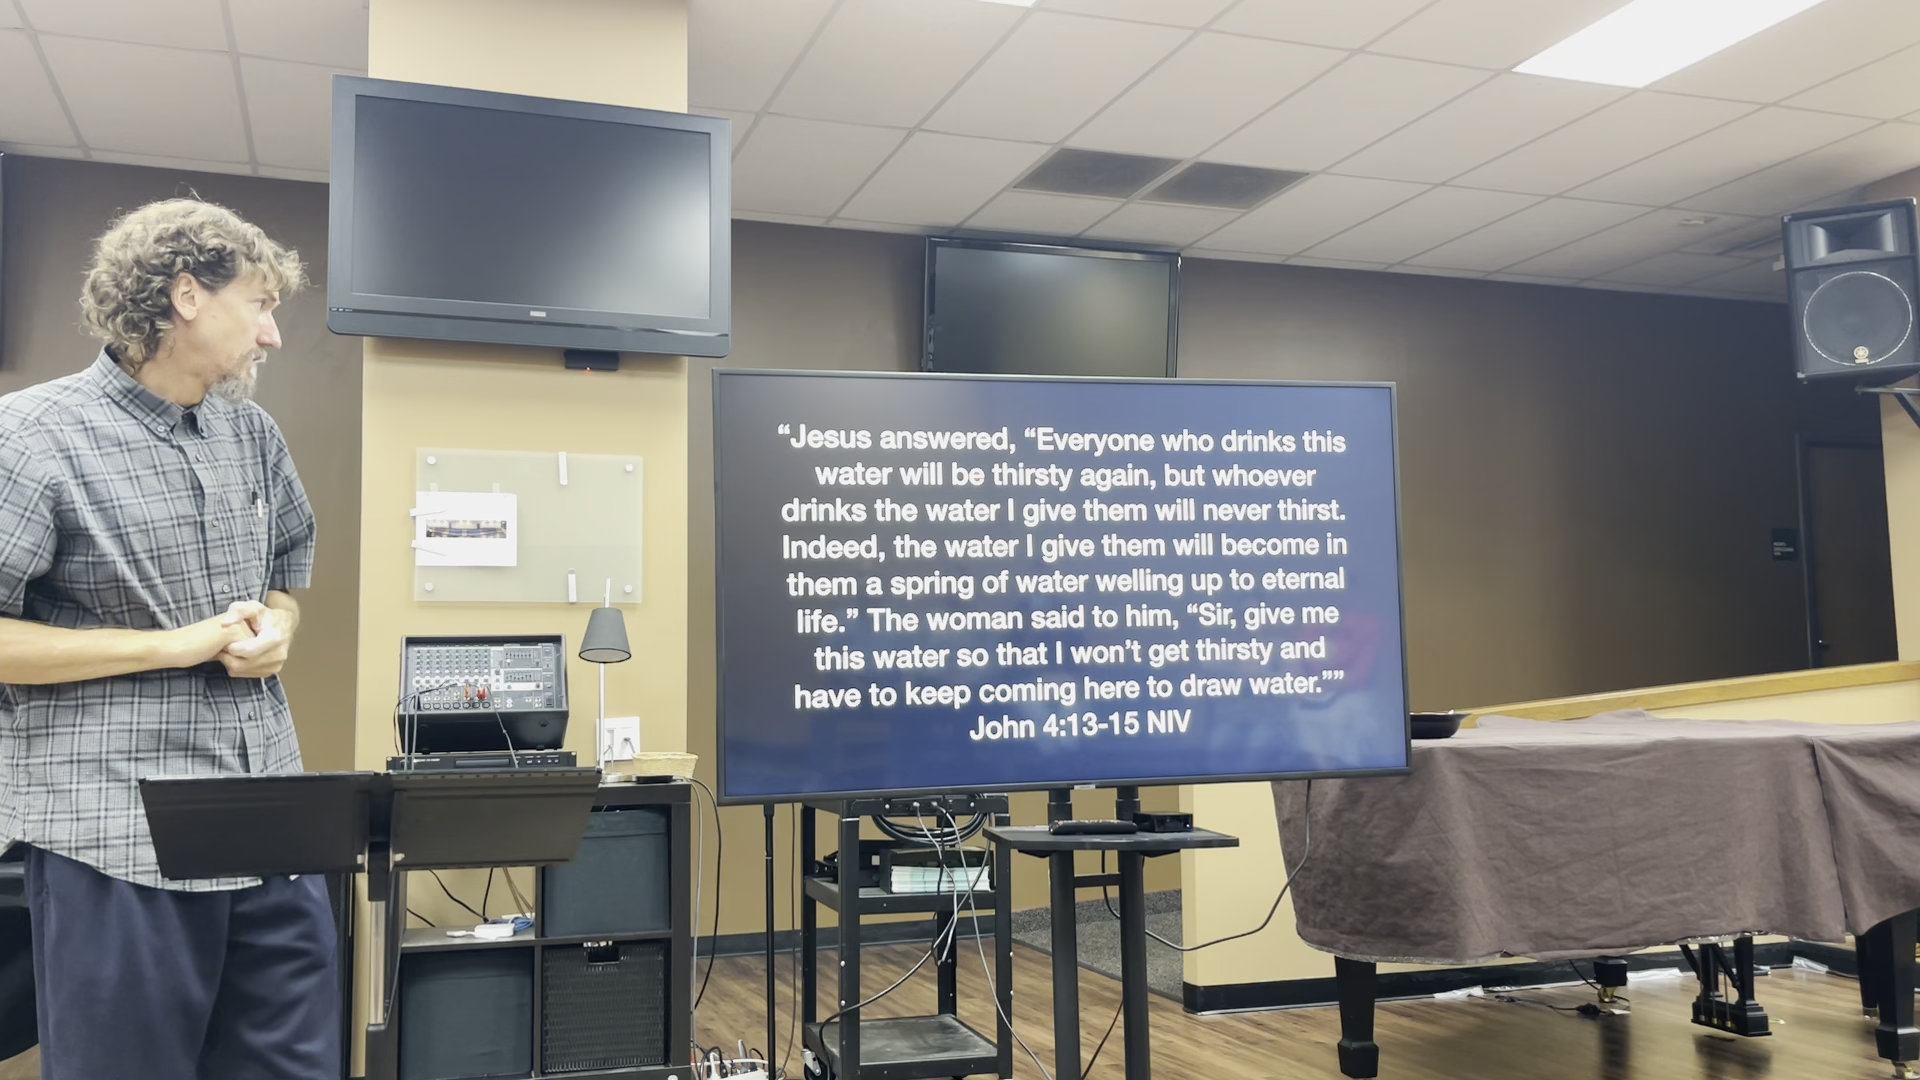 “Jesus answered, “Everyone who drinks this
water will be thirsty again, but whoever
drinks the water I give them will never thirst.
Indeed, the water I give them will become in
them a spring of water welling up to eternal
life.” The woman said to him, “Sir, give me
this water so that I won’t get thirsty and
have to keep coming here to draw water.””
John 4:13-15 NIV